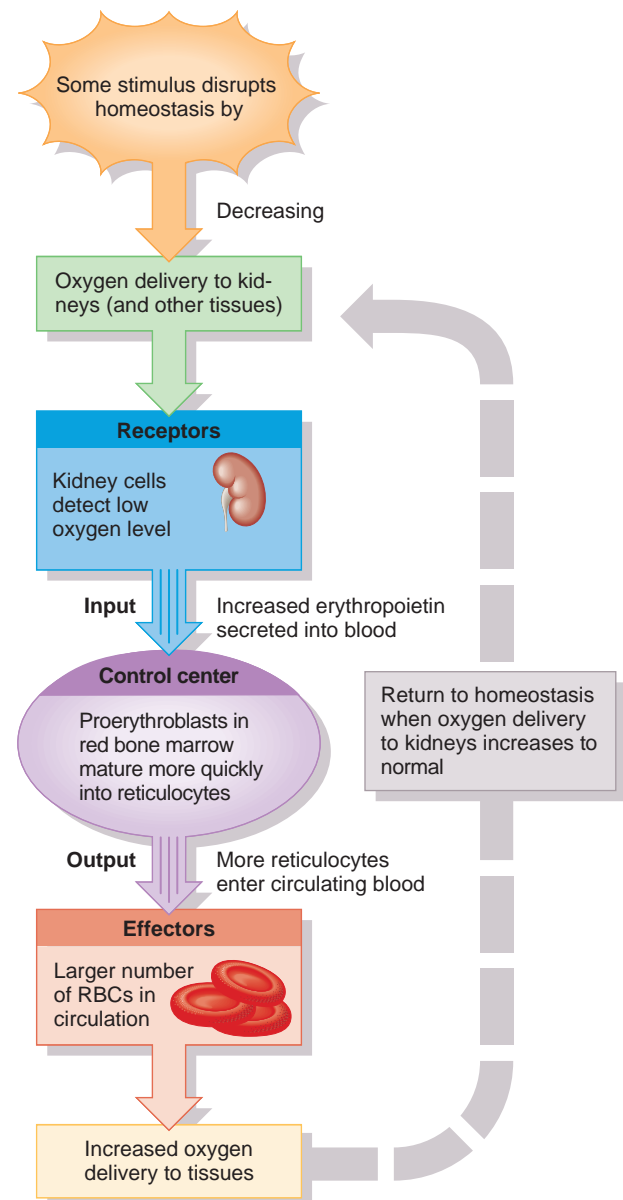 Some stimulus disrupts
homeostasis by
Decreasing
Oxygen delivery to kid-
neys (and other tissues)
Receptors
Kidney cells
detect low
oxygen level
Input
Increased erythropoietin
secreted into blood
Control center
Proerythroblasts in
red bone marrow
mature more quickly
into reticulocytes
Return to homeostasis
when oxygen delivery
to kidneys increases to
normal
Output
More reticulocytes
enter circulating blood
Effectors
Larger number
of RBCs in
circulation
Increased oxygen
delivery to tissues